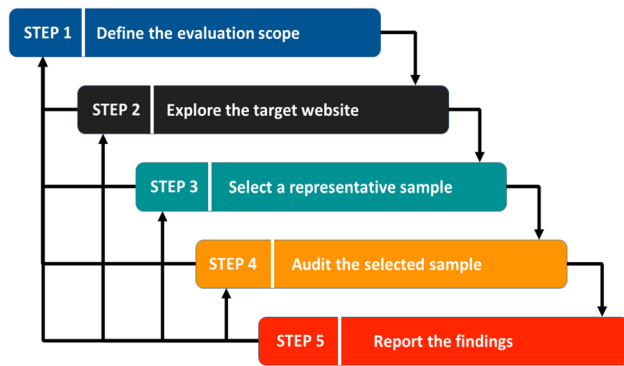 STEP 1 Define the evaluation scope
STEP 2 Explore the target website
STEP 3 Select a representative sample
STEP 4 Audit the selected sample
STEP 5 Report the findings